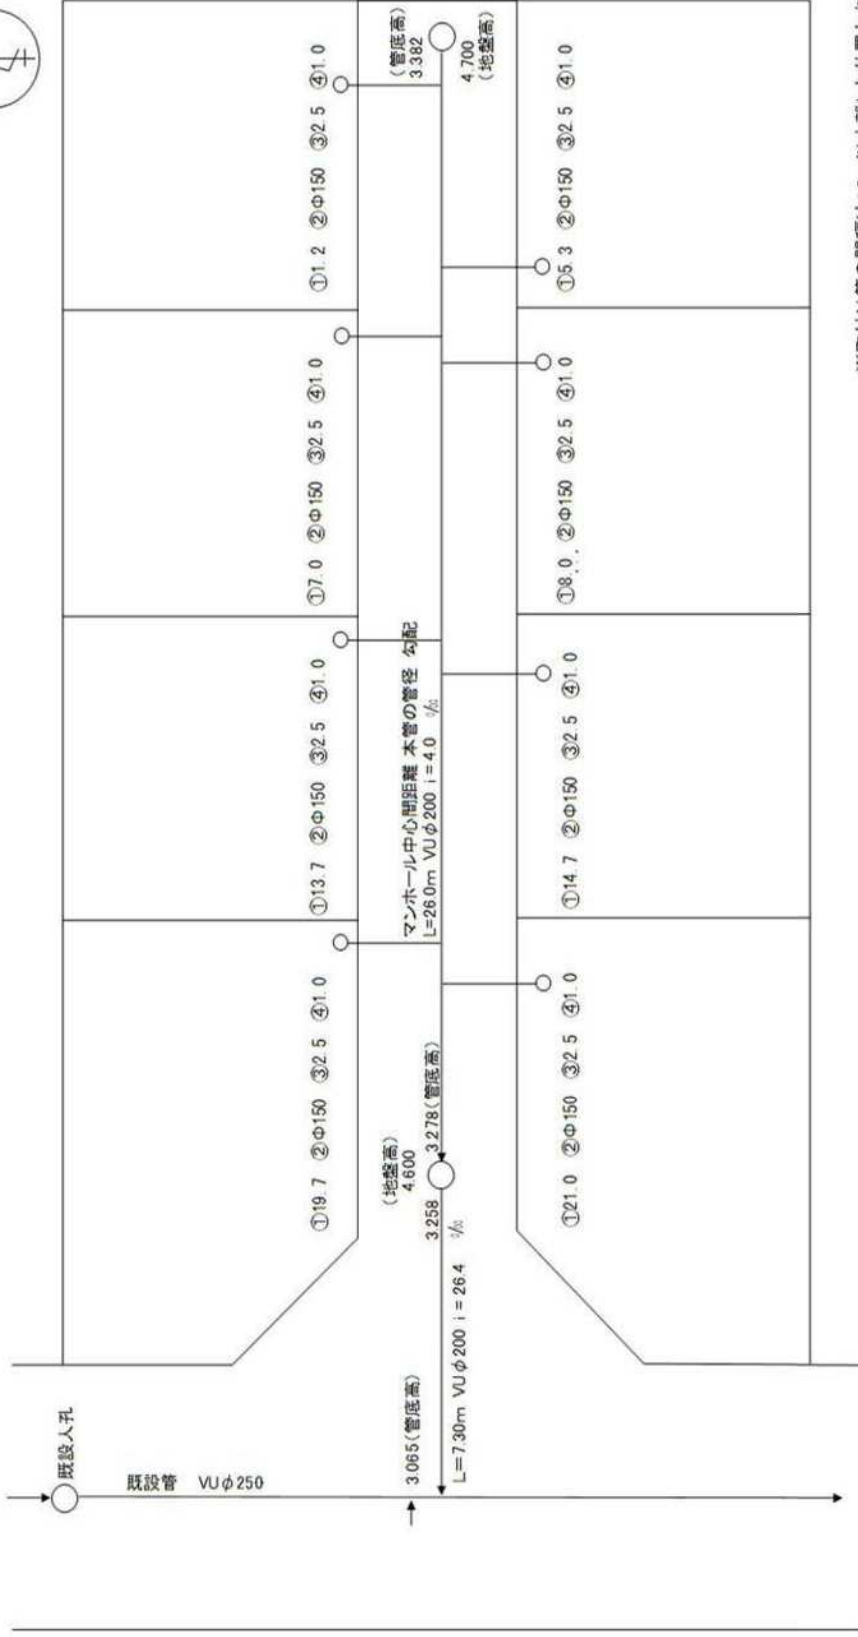 既設人孔
既設管 VUφ250
3.065(管底高)
L=7.30m VUφ200 i=26.4 ‰
3.258
(地盤高)
4.600
3.278(管底高)
マンホール中心間距離 本管の管径 勾配
L=26.0m VUφ200 i=4.0 ‰
(管底高)
3.382
4.700
(地盤高)
①19.7 ②Φ150 ③2.5 ④1.0
①13.7 ②Φ150 ③2.5 ④1.0
①7.0 ②Φ150 ③2.5 ④1.0
①1.2 ②Φ150 ③2.5 ④1.0
①21.0 ②Φ150 ③2.5 ④1.0
①14.7 ②Φ150 ③2.5 ④1.0
①8.0 ②Φ150 ③2.5 ④1.0
①5.3 ②Φ150 ③2.5 ④1.0